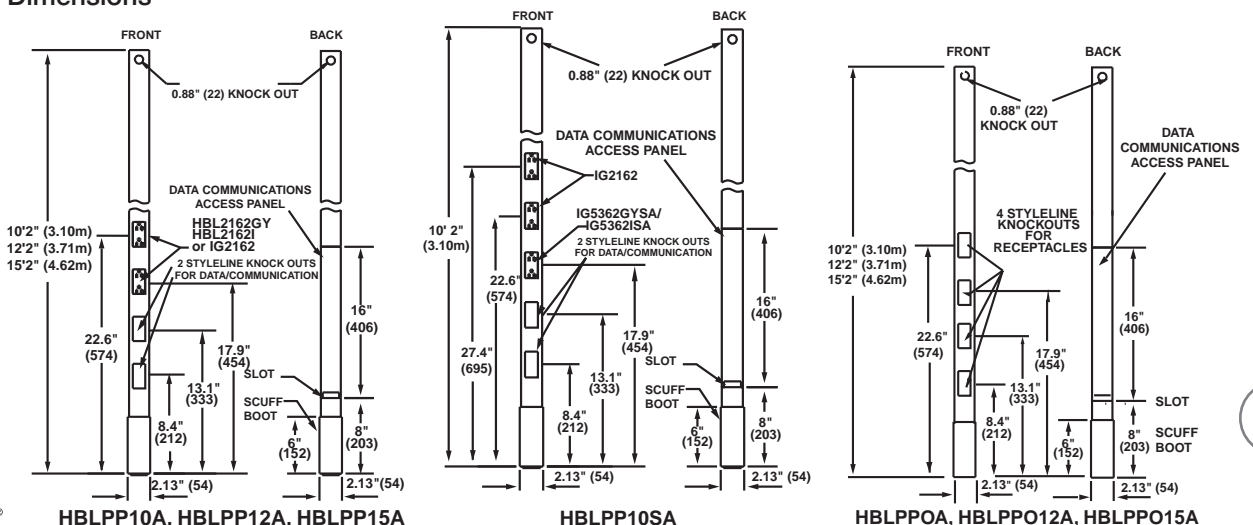 Dimensions
FRONT
BACK
0.88" (22) KNOCK OUT
DATA COMMUNICATIONS
ACCESS PANEL
HBL2162GY
HBL2162I
or IG2162
2 STYLELINE KNOCK OUTS
FOR DATA/COMMUNICATION
10'2" (3.10m)
12'2" (3.71m)
15'2" (4.62m)
22.6"
(574)
17.9"
(454)
13.1"
(333)
8.4"
(212)
16"
(406)
SLOT
SCUFF
BOOT
6"
(152)
8"
(203)
2.13" (54)
2.13"(54)
HBLPP10A, HBLPP12A, HBLPP15A
FRONT
BACK
0.88" (22) KNOCK OUT
DATA COMMUNICATIONS
ACCESS PANEL
IG2162
IG5362GYSA/
IG5362ISA
2 STYLELINE KNOCK OUTS
FOR DATA/COMMUNICATION
10' 2"
(3.10m)
22.6"
(574)
27.4"
(695)
17.9"
(454)
13.1"
(333)
8.4"
(212)
16"
(406)
SLOT
SCUFF
BOOT
6"
(152)
8"
(203)
2.13" (54)
2.13" (54)
HBLPP10SA
FRONT
BACK
0.88" (22)
KNOCK OUT
DATA
COMMUNICATIONS
ACCESS PANEL
4 STYLELINE
KNOCKOUTS
FOR
RECEPTACLES
10'2" (3.10m)
12'2" (3.71m)
15'2" (4.62m)
22.6"
(574)
17.9"
(454)
13.1"
(333)
8.4"
(212)
16"
(406)
SLOT
SCUFF
BOOT
6"
(152)
8"
(203)
2.13" (54)
2.13" (54)
HBLPPOA, HBLPPO12A, HBLPPO15A
®